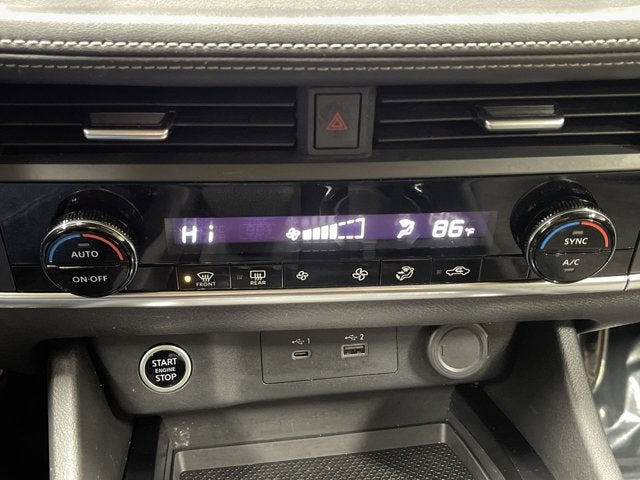 Hi 86°F
AUTO
ON·OFF
SYNC
A/C
FRONT
REAR
1 2
START
ENGINE
STOP